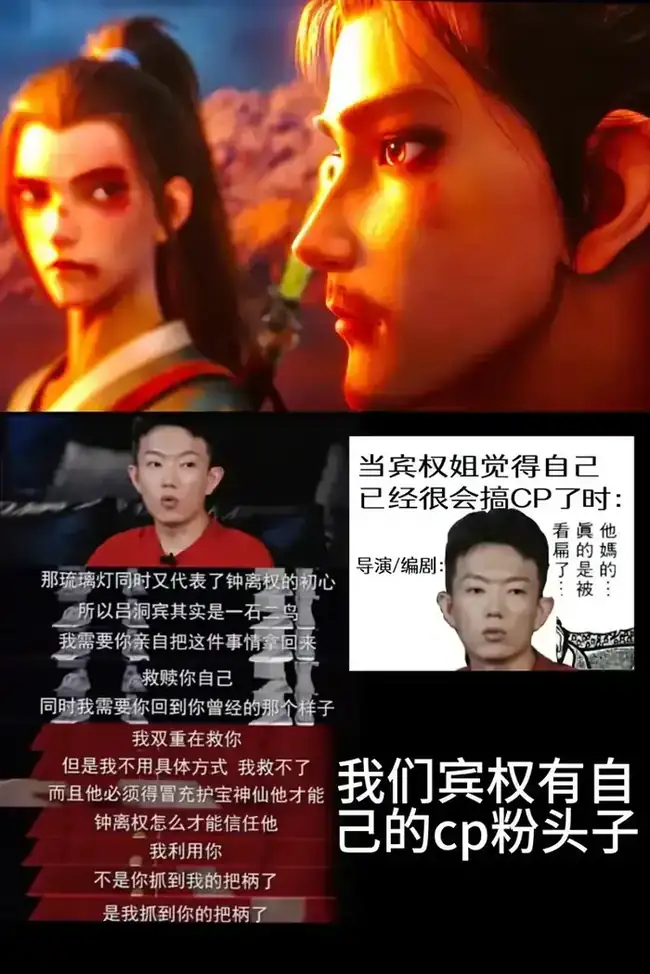 那琉璃灯同时又代表了钟离权的初心
所以吕洞宾其实是一石二鸟
我需要你亲自把这件事情拿回来
救赎你自己
同时我需要你回到你曾经的那个样子
我双重在救你
但是我不用具体方式 我救不了
而且他必须得冒充护宝神仙他才能
钟离权怎么才能信任他
我利用你
不是你抓到我的把柄了
是我抓到你的把柄了
当宾权姐觉得自己
已经很会搞CP了时：
导演/编剧：
他媽的…
真的是被
看扁了…
我们宾权有自
己的cp粉头子